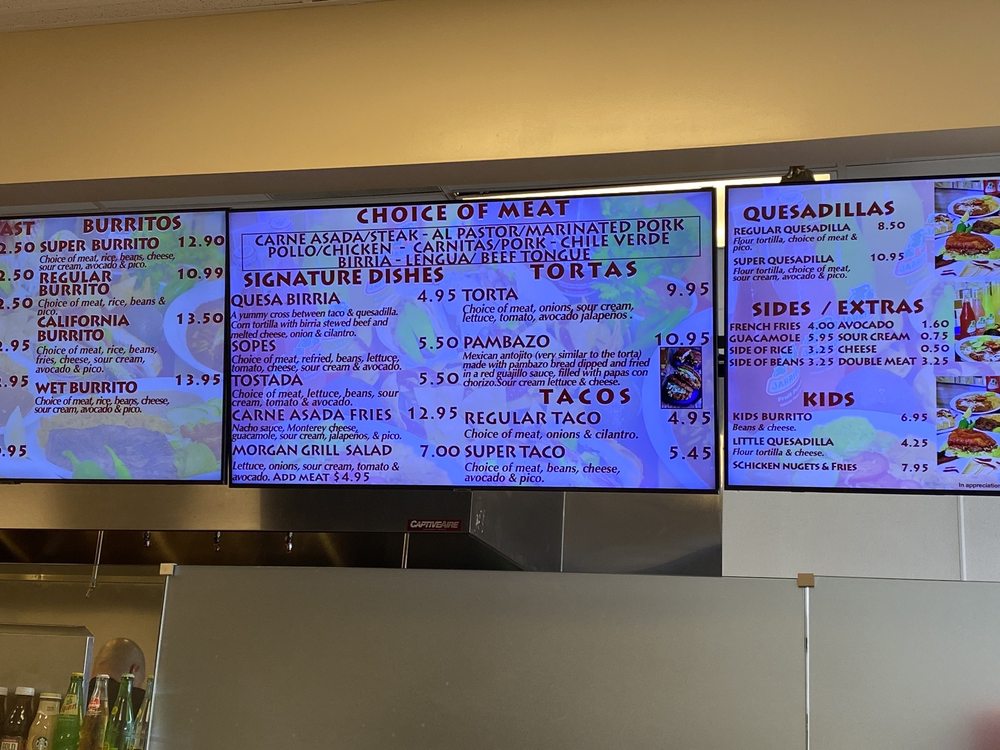 AST
BURRITOS
2.50
SUPER BURRITO 12.90
Choice of meat, rice, beans, cheese,
sour cream, avocado & pico.
2.50
REGULAR 10.99
BURRITO
Choice of meat, rice, beans &
pico.
2.50
CALIFORNIA 13.50
BURRITO
Choice of meat, rice, beans,
fries, cheese, sour cream,
avocado & pico.
2.95
.95
WET BURRITO 13.95
Choice of meat, rice, beans, cheese,
sour cream, avocado & pico.
.95
CHOICE OF MEAT
CARNE ASADA/STEAK - AL PASTOR/MARINATED PORK
POLLO/CHICKEN - CARNITAS/PORK - CHILE VERDE
BIRRIA - LENGUA/ BEEF TONGUE
SIGNATURE DISHES
QUESA BIRRIA 4.95
A yummy cross between taco & quesadilla.
Corn tortilla with birria stewed beef and
melted cheese, onion & cilantro.
SOPES 5.50
Choice of meat, refried, beans, lettuce,
tomato, cheese, sour cream & avocado.
TOSTADA 5.50
Choice of meat, lettuce, beans, sour
cream, tomato & avocado.
CARNE ASADA FRIES 12.95
Nacho sauce, Monterey cheese,
guacamole, sour cream, jalapeños, & pico.
MORGAN GRILL SALAD 7.00
Lettuce, onions, sour cream, tomato &
avocado. ADD MEAT $4.95
TORTAS
TORTA 9.95
Choice of meat, onions, sour cream,
lettuce, tomato, avocado jalapenos .
PAMBAZO 10.95
Mexican antojito (very similar to the torta)
made with pambazo bread dipped and fried
in a red guajillo sauce, filled with papas con
chorizo.Sour cream lettuce & cheese.
TACOS
REGULAR TACO 4.95
Choice of meat, onions & cilantro.
SUPER TACO 5.45
Choice of meat, beans, cheese,
avocado & pico.
QUESADILLAS
REGULAR QUESADILLA 8.50
Flour tortilla, choice of meat &
pico.
SUPER QUESADILLA 10.95
Flour tortilla, choice of meat,
sour cream, avocado & pico.
SIDES / EXTRAS
FRENCH FRIES 4.00 AVOCADO 1.60
GUACAMOLE 5.95 SOUR CREAM 0.75
SIDE OF RICE 3.25 CHEESE 0.50
SIDE OF BEANS 3.25 DOUBLE MEAT 3.25
KIDS
KIDS BURRITO 6.95
Beans & cheese.
LITTLE QUESADILLA 4.25
Flour tortilla & cheese.
SCHICKEN NUGETS & FRIES 7.95
In appreciation
CAPTIVEAIRE